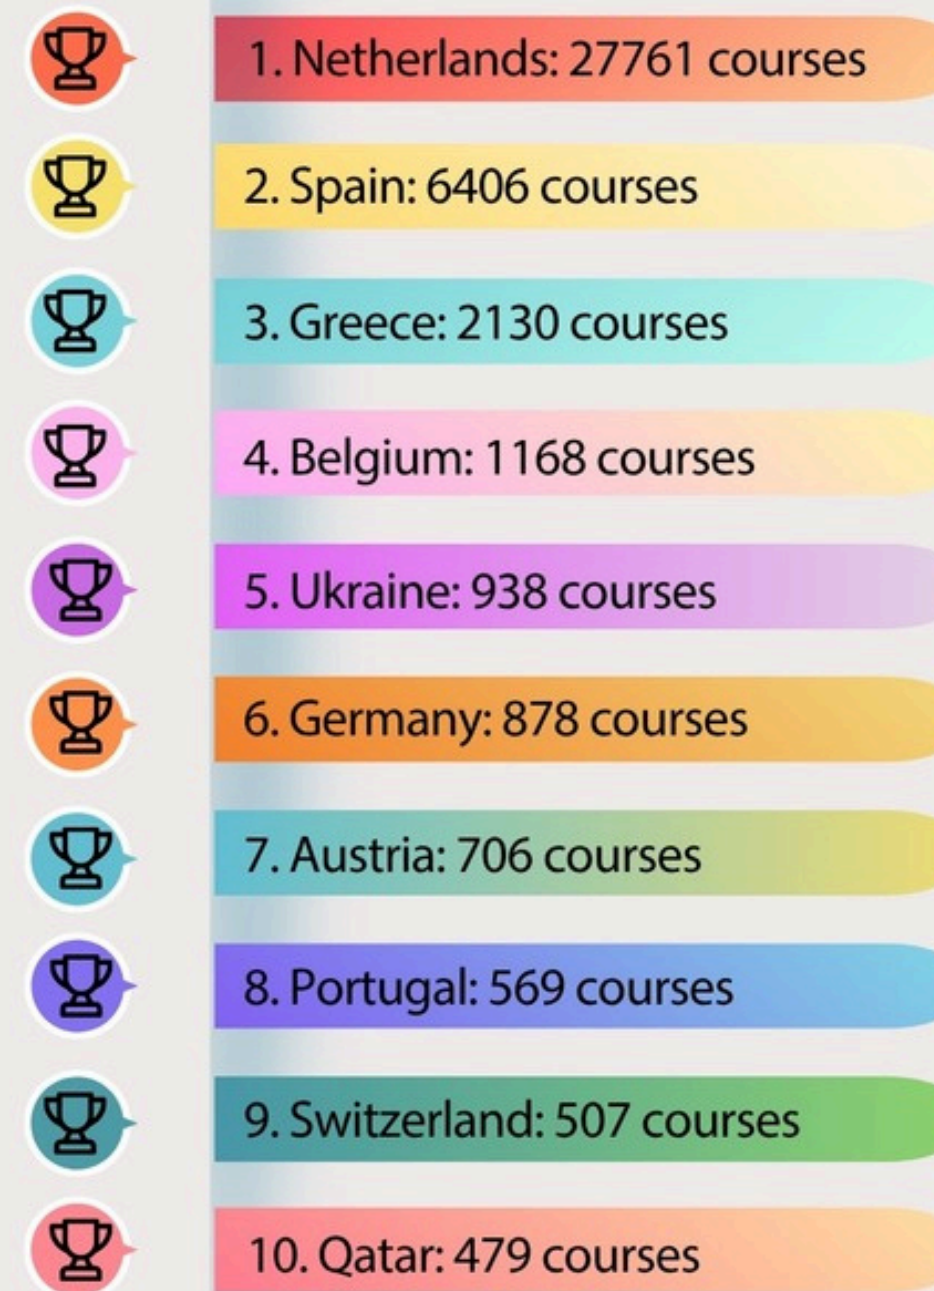 1. Netherlands: 27761 courses
2. Spain: 6406 courses
3. Greece: 2130 courses
4. Belgium: 1168 courses
5. Ukraine: 938 courses
6. Germany: 878 courses
7. Austria: 706 courses
8. Portugal: 569 courses
9. Switzerland: 507 courses
10. Qatar: 479 courses